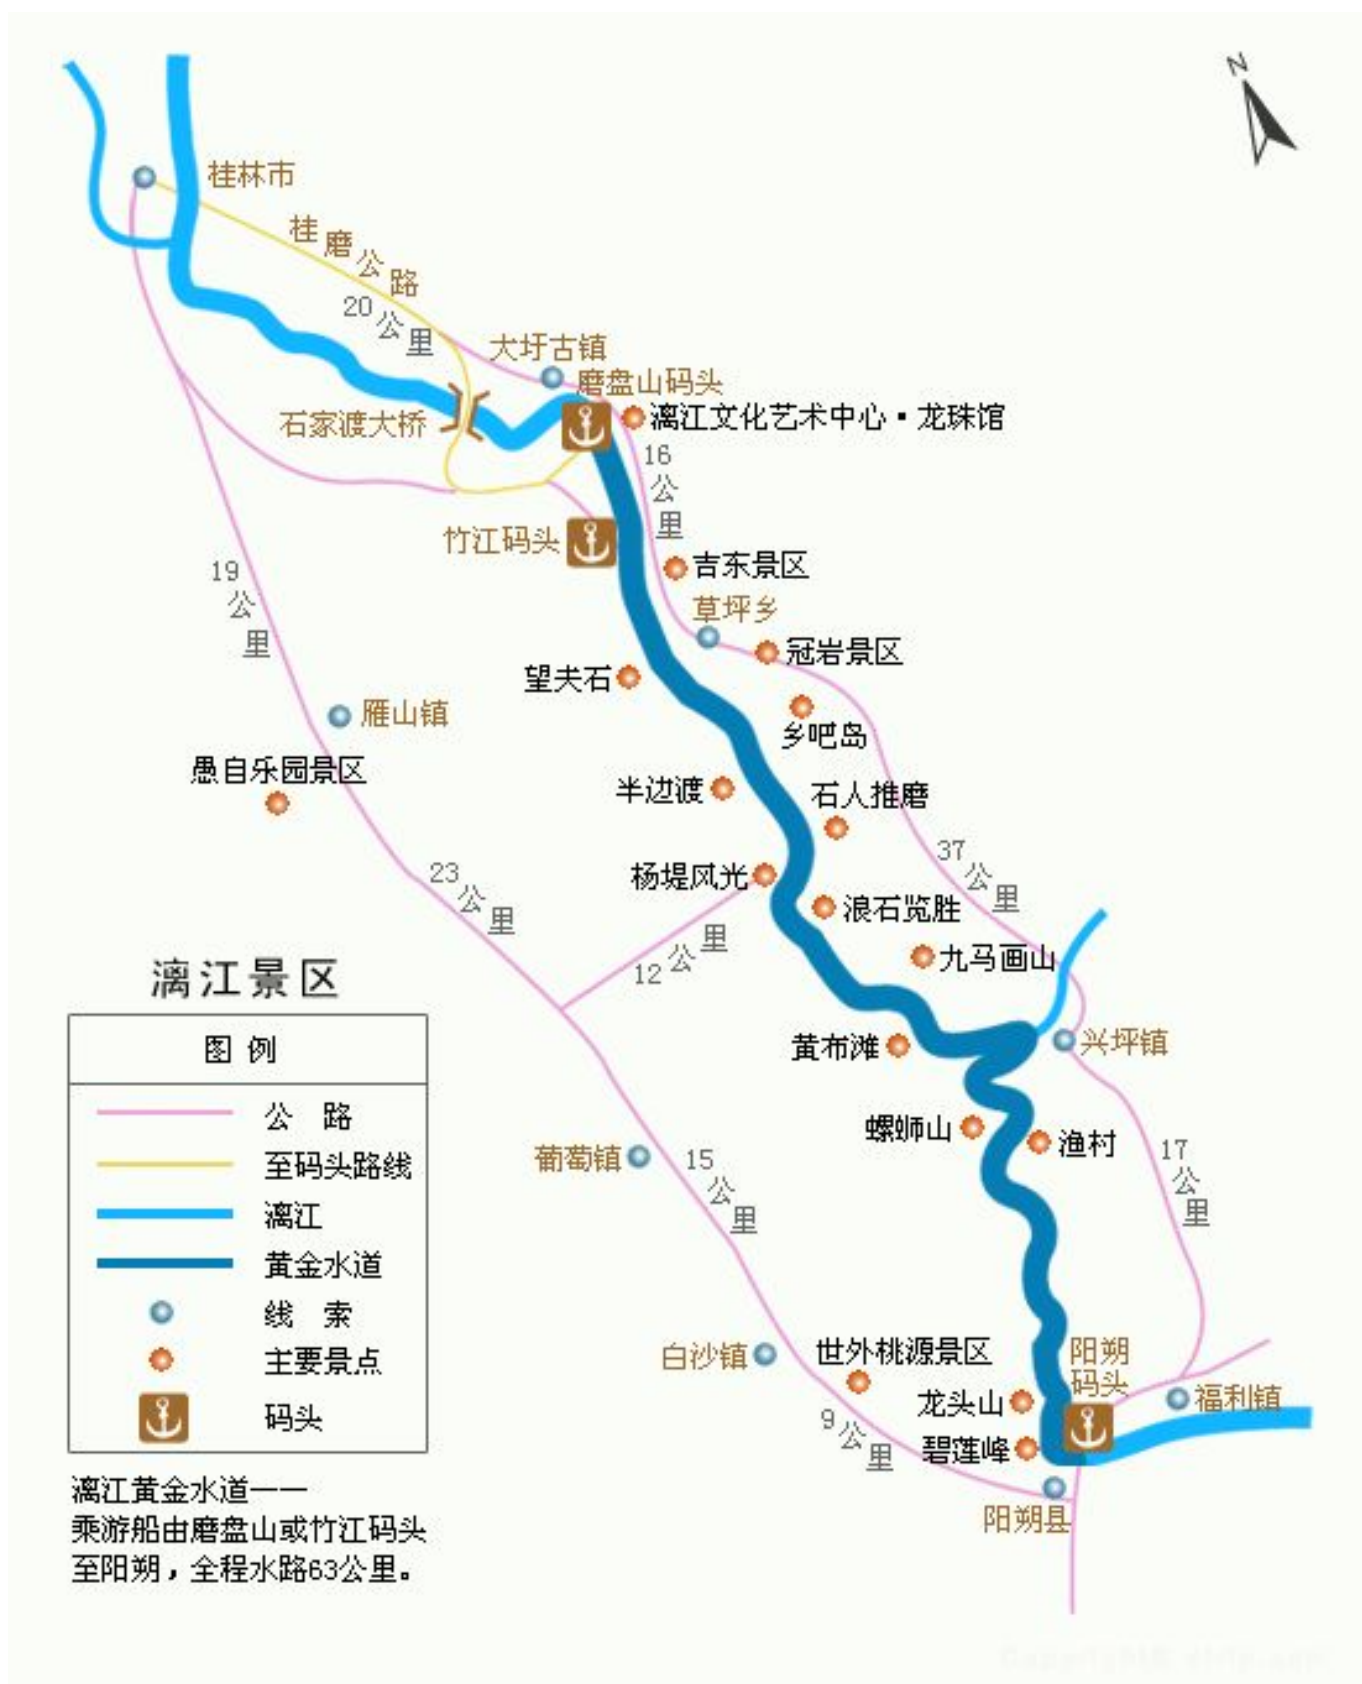 N
桂林市
桂磨公路
20公里
大圩古镇
磨盘山码头
漓江文化艺术中心·龙珠馆
石家渡大桥
16公里
竹江码头
吉东景区
19公里
草坪乡
冠岩景区
望夫石
雁山镇
乡吧岛
愚自乐园景区
半边渡
石人推磨
37公里
23公里
杨堤风光
浪石览胜
12公里
九马画山
漓江景区
图例
公路
至码头路线
漓江
黄金水道
线索
主要景点
码头
黄布滩
兴坪镇
螺蛳山
渔村
葡萄镇
15公里
17公里
白沙镇
世外桃源景区
阳朔
码头
龙头山
福利镇
9公里
碧莲峰
阳朔县
漓江黄金水道——
乘游船由磨盘山或竹江码头
至阳朔，全程水路63公里。